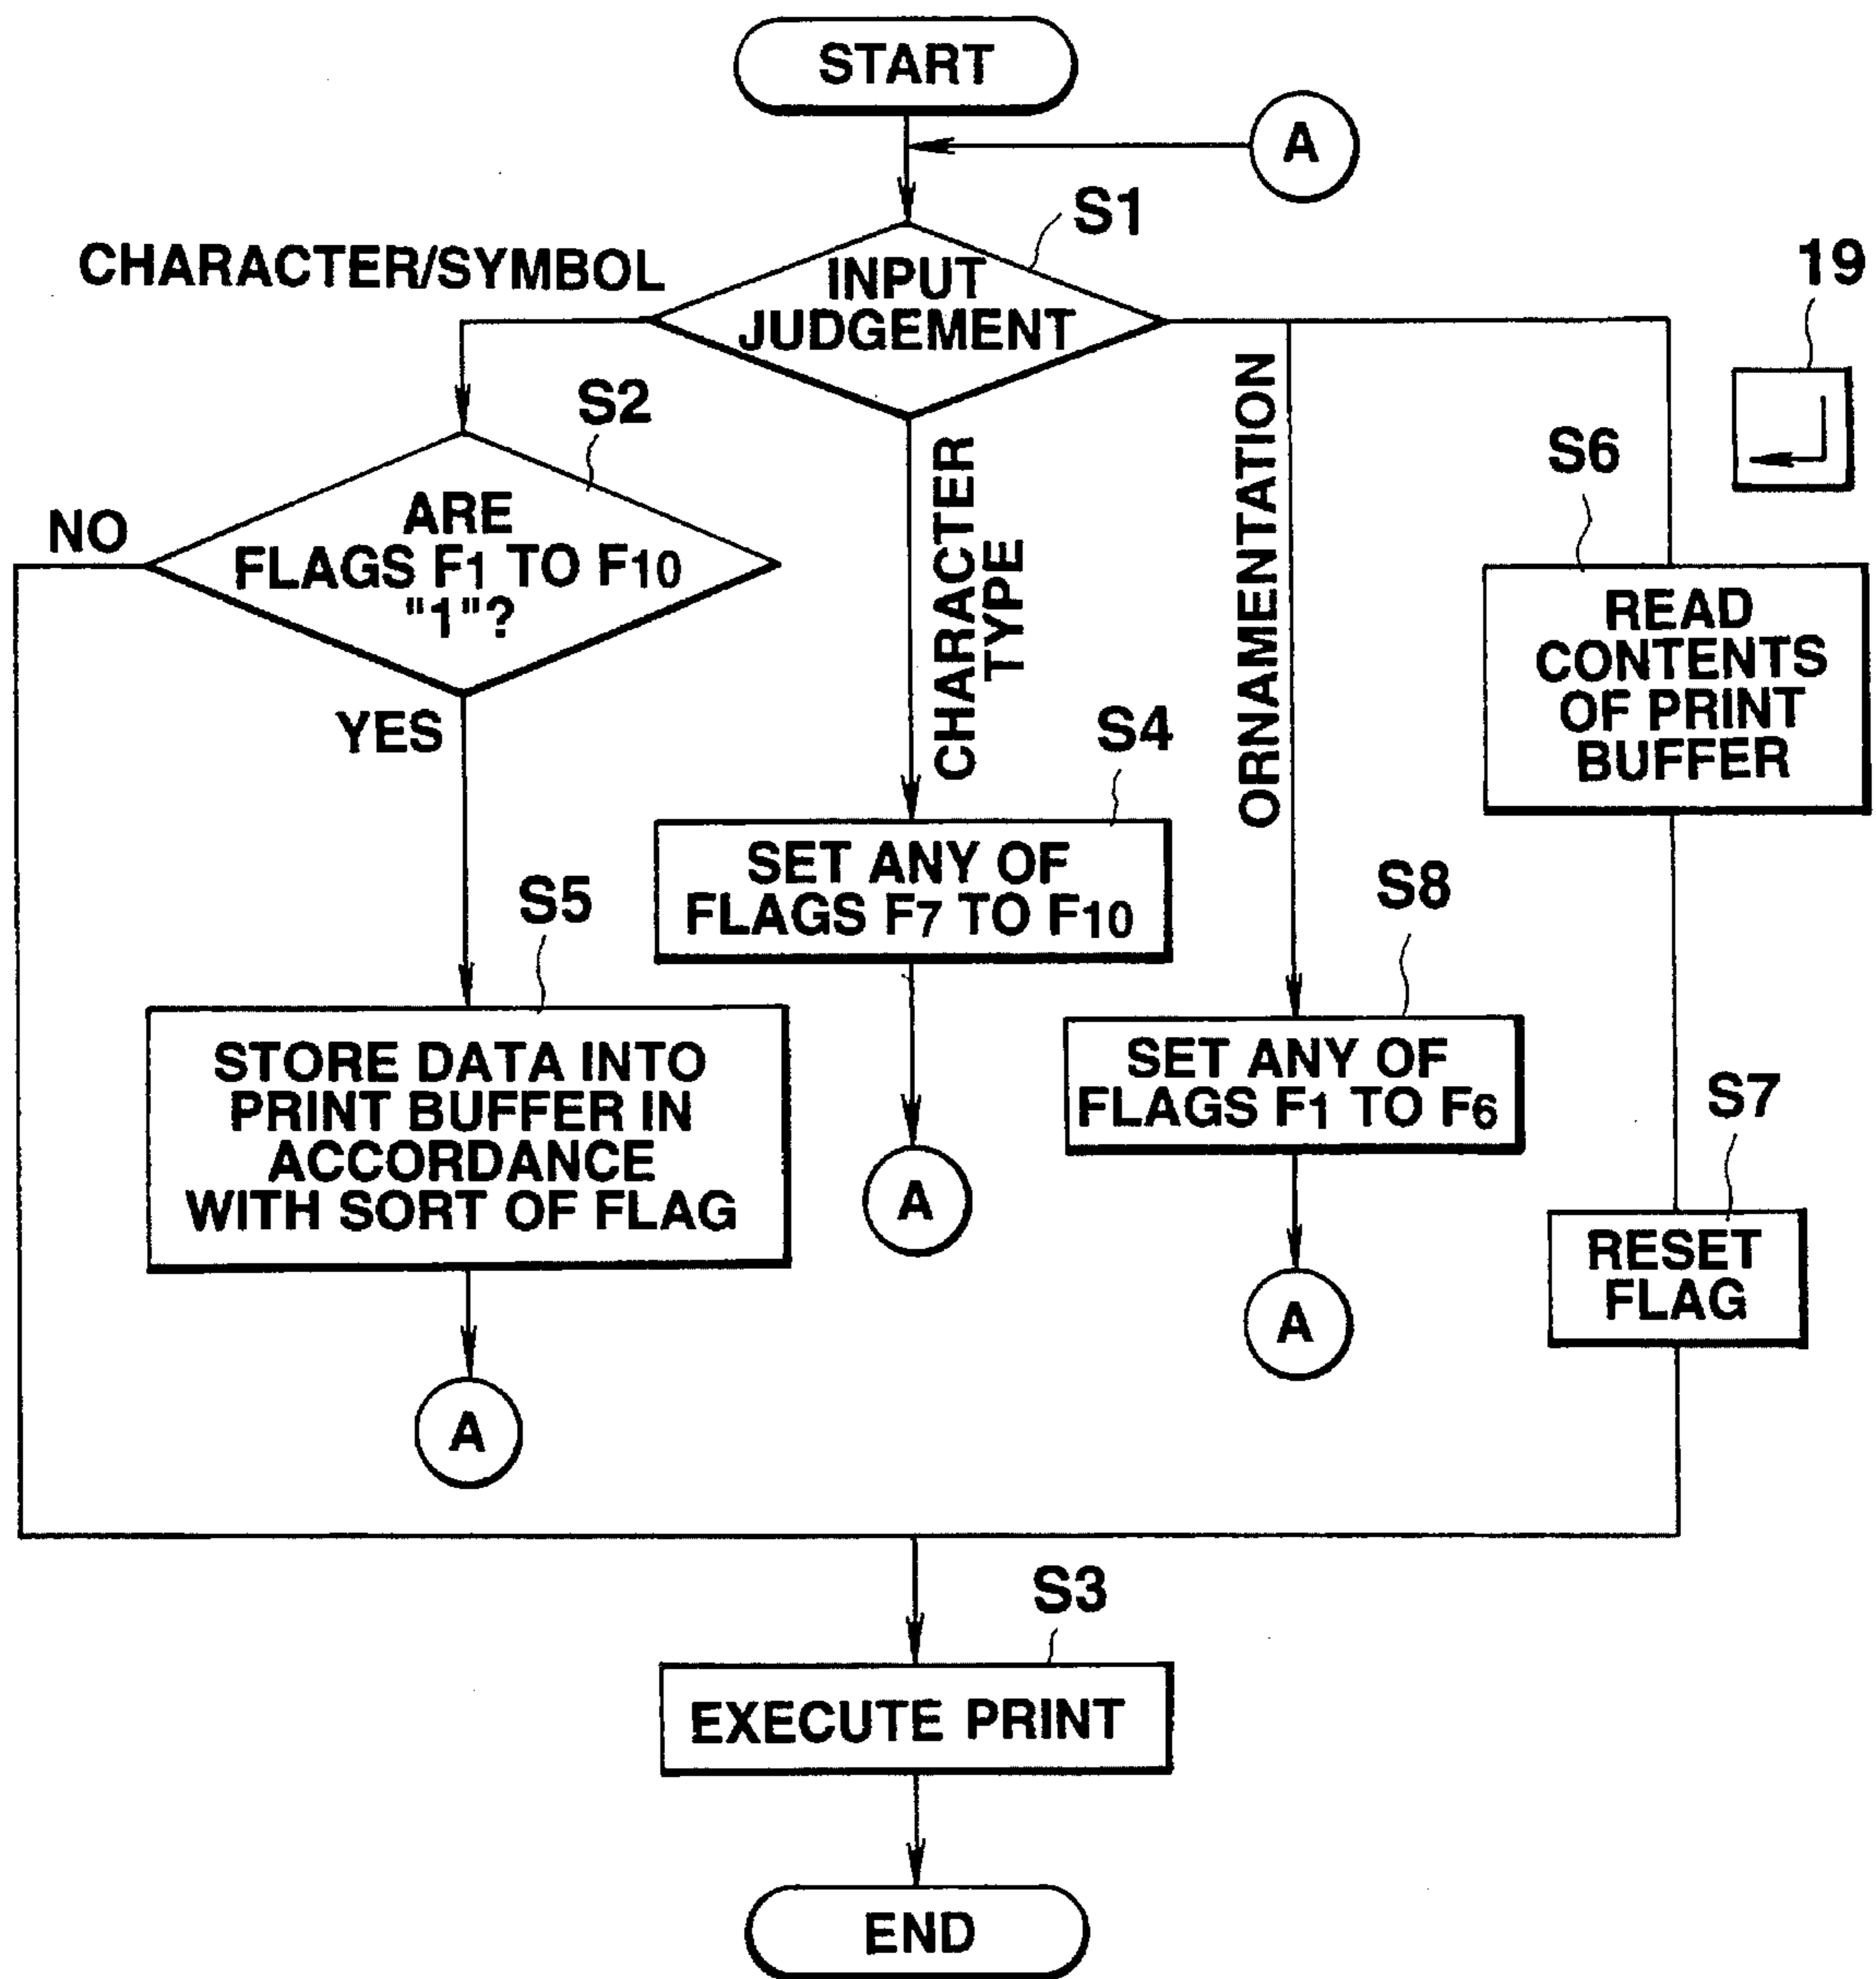 START
A
S1
CHARACTER/SYMBOL
INPUT
JUDGEMENT
19
S2
NO
ARE
FLAGS F1 TO F10
"1"?
YES
CHARACTER
TYPE
ORNAMENTATION
S6
READ
CONTENTS
OF PRINT
BUFFER
S4
SET ANY OF
FLAGS F7 TO F10
A
S5
STORE DATA INTO
PRINT BUFFER IN
ACCORDANCE
WITH SORT OF FLAG
A
S8
SET ANY OF
FLAGS F1 TO F6
A
S7
RESET
FLAG
S3
EXECUTE PRINT
END